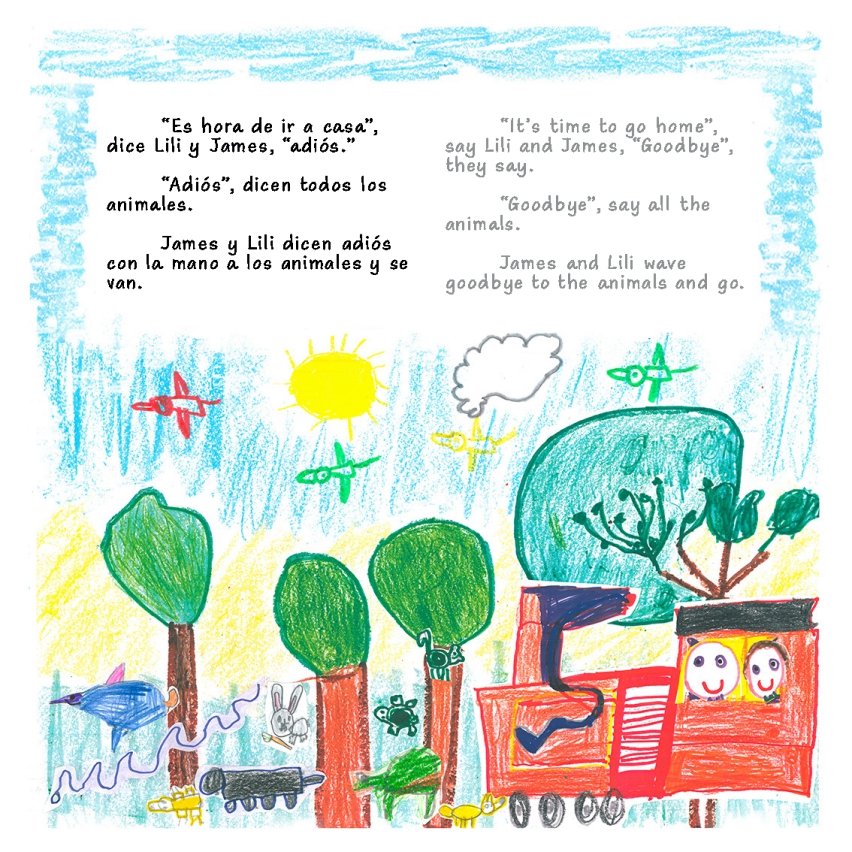 “Es hora de ir a casa”,
dice Lili y James, “adiós.”
“Adiós”, dicen todos los
animales.
James y Lili dicen adiós
con la mano a los animales y se
van.
“It’s time to go home”,
say Lili and James, “Goodbye”,
they say.
“Goodbye”, say all the
animals.
James and Lili wave
goodbye to the animals and go.